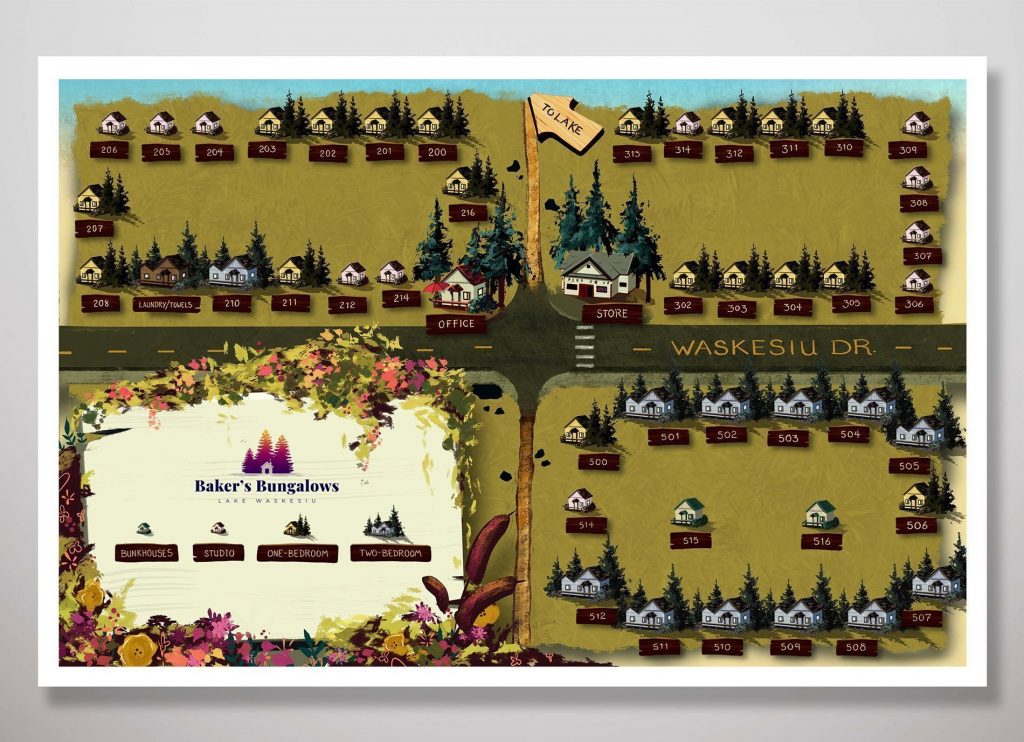 TO LAKE
206 205 204 203 202 201 200
315 314 312 311 310 309
216
308
207
307
208 LAUNDRY/TOWELS 210 211 212 214
302 303 304 305 306
OFFICE
STORE
WASKESIU DR.
501 502 503 504
500
505
Baker's Bungalows
LAKE WASKESIU
514
506
515 516
BUNKHOUSES STUDIO ONE-BEDROOM TWO-BEDROOM
512
507
511 510 509 508